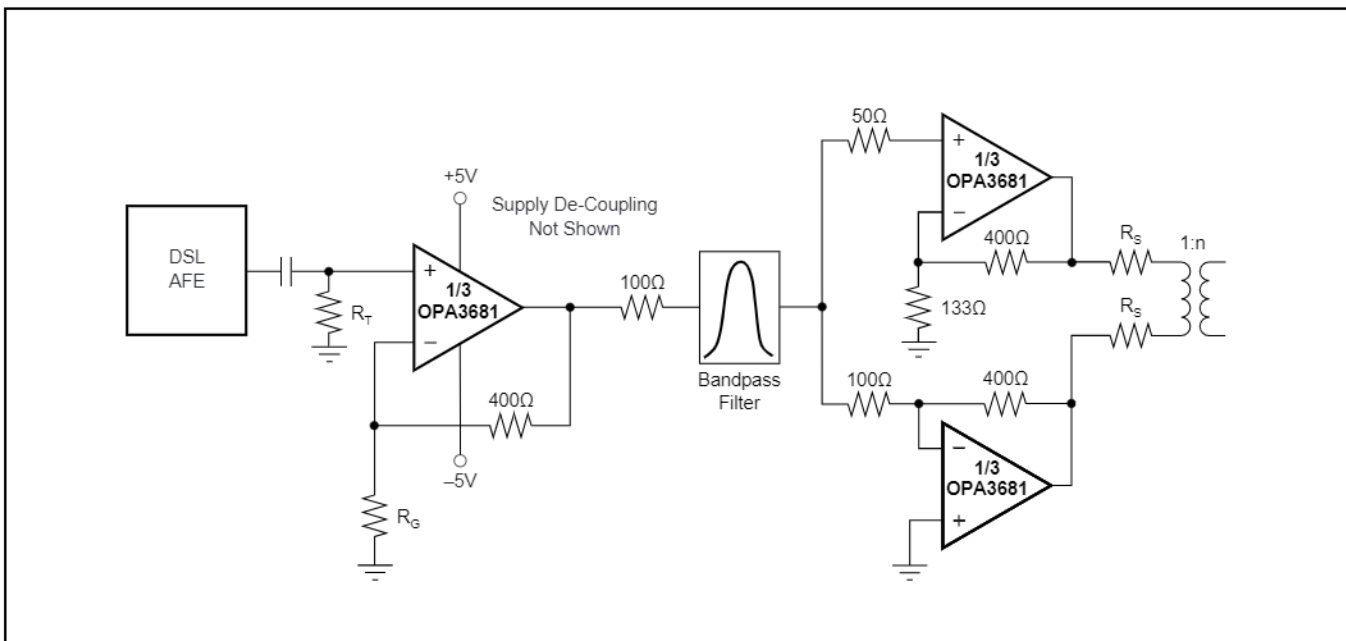 DSL
AFE
R_T
+5V
Supply De-Coupling
Not Shown
+
1/3
OPA3681
−
400Ω
–5V
R_G
100Ω
Bandpass
Filter
50Ω
+
1/3
OPA3681
−
400Ω
133Ω
R_S
1:n
R_S
100Ω
400Ω
−
1/3
OPA3681
+